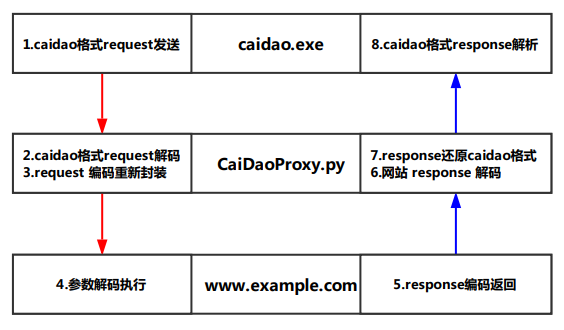 1.caidao格式request发送
caidao.exe
8.caidao格式response解析
2.caidao格式request解码
3.request 编码重新封装
CaiDaoProxy.py
7.response还原caidao格式
6.网站 response 解码
4.参数解码执行
www.example.com
5.response编码返回